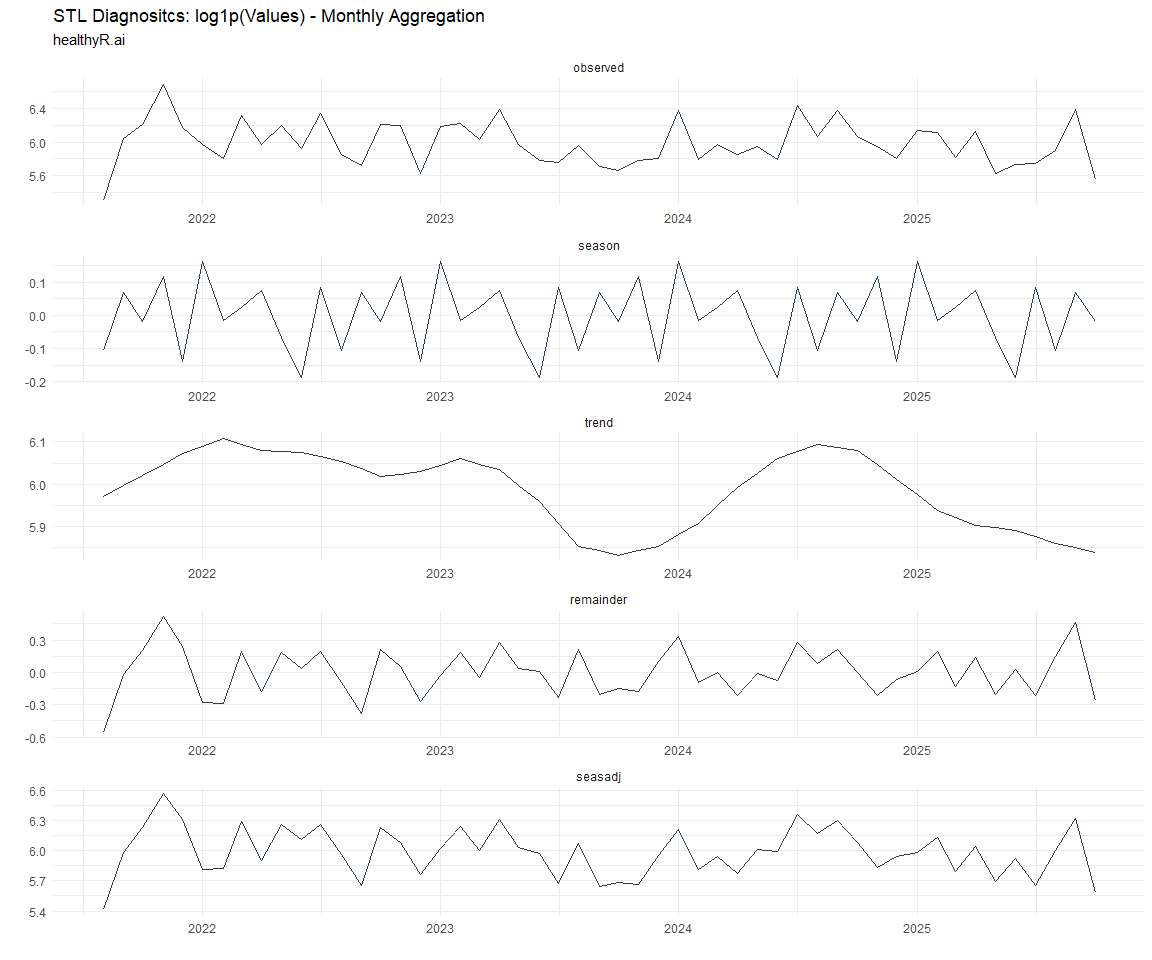 STL Diagnositcs: log1p(Values) - Monthly Aggregation
healthyR.ai
observed
6.4
6.0
5.6
2022 2023 2024 2025
season
0.1
0.0
-0.1
-0.2
2022 2023 2024 2025
trend
6.1
6.0
5.9
2022 2023 2024 2025
remainder
0.3
0.0
-0.3
-0.6
2022 2023 2024 2025
seasadj
6.6
6.3
6.0
5.7
5.4
2022 2023 2024 2025